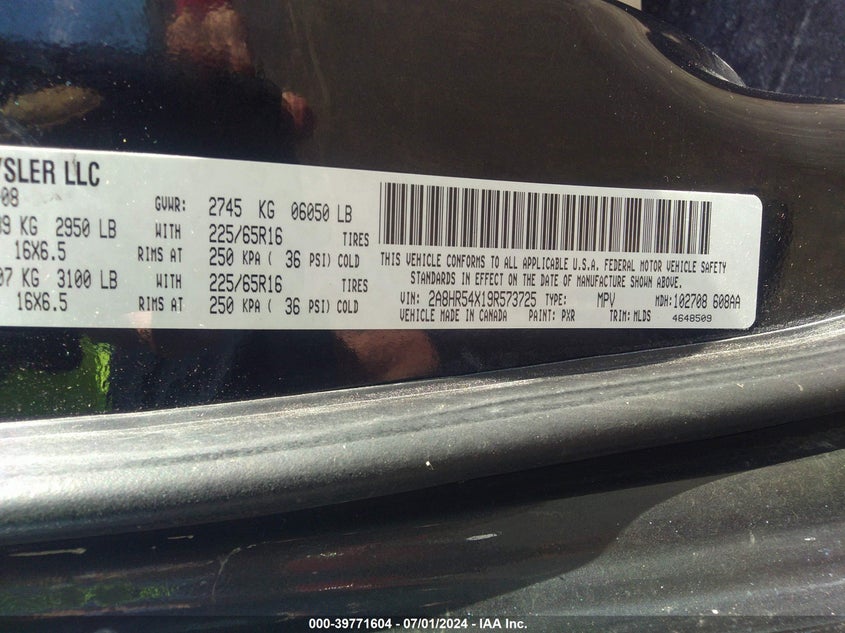 YSLER LLC
08 GVWR: 2745 KG 06050 LB
KG 2950 LB WITH 225/65R16 TIRES
16X6.5 RIMS AT 250 KPA ( 36 PSI) COLD
07 KG 3100 LB WITH 225/65R16 TIRES
16X6.5 RIMS AT 250 KPA ( 36 PSI) COLD
THIS VEHICLE CONFORMS TO ALL APPLICABLE U.S.A. FEDERAL MOTOR VEHICLE SAFETY
STANDARDS IN EFFECT ON THE DATE OF MANUFACTURE SHOWN ABOVE.
VIN: 2A8HR54X19R573725 TYPE: MPV MDH: 102708 608AA
VEHICLE MADE IN CANADA PAINT: PXR TRIM: MLDS 4648509
000-39771604 - 07/01/2024 - IAA Inc.